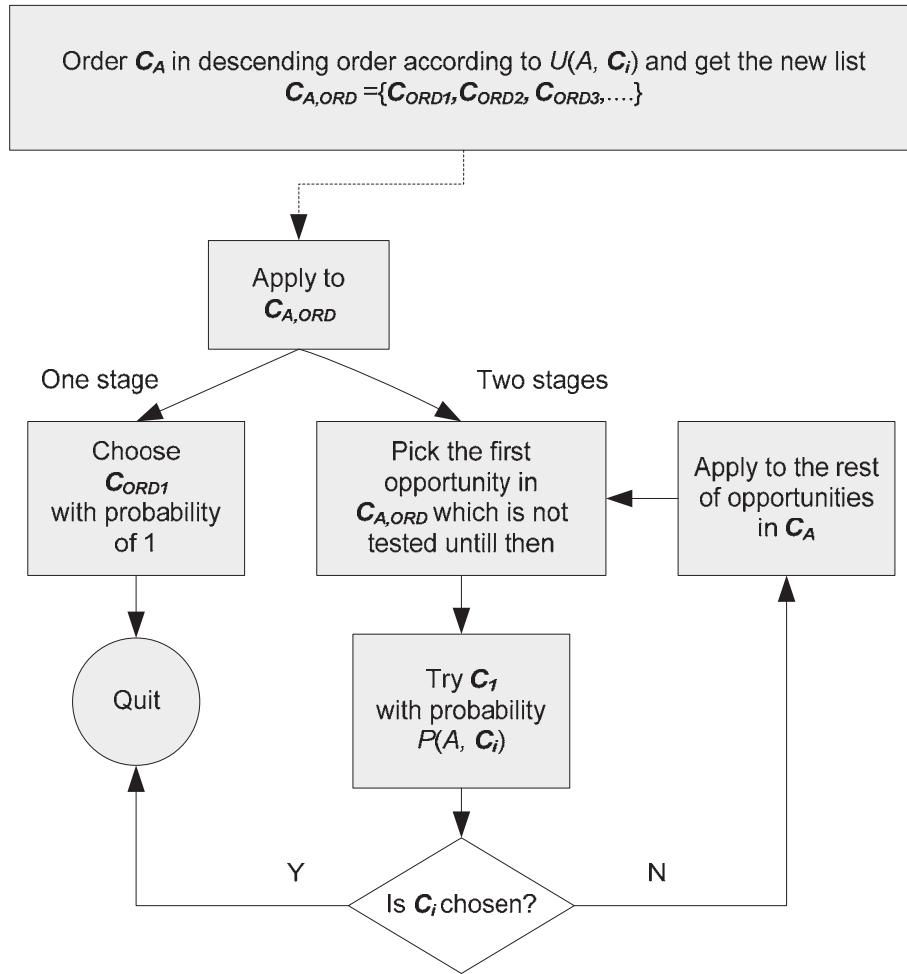 Order C_A in descending order according to U(A, C_i) and get the new list
C_A,ORD ={C_ORD1,C_ORD2, C_ORD3,....}
Apply to
C_A,ORD
One stage
Two stages
Choose
C_ORD1
with probability
of 1
Pick the first
opportunity in
C_A,ORD which is not
tested untill then
Apply to the rest
of opportunities
in C_A
Quit
Try C_1
with probability
P(A, C_i)
Y
N
Is C_i chosen?